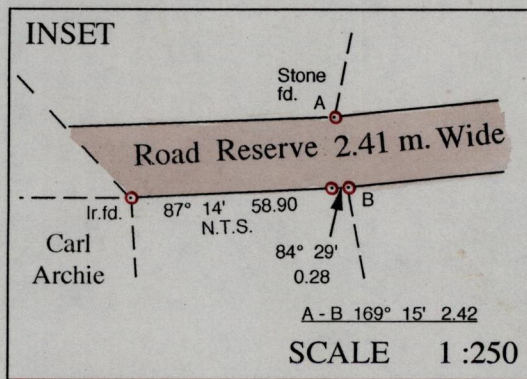 INSET
Stone
fd. A
Road Reserve 2.41 m. Wide
Ir.fd. 87° 14' 58.90 B
N.T.S.
Carl
Archie
84° 29'
0.28
A - B 169° 15' 2.42
SCALE 1 :250